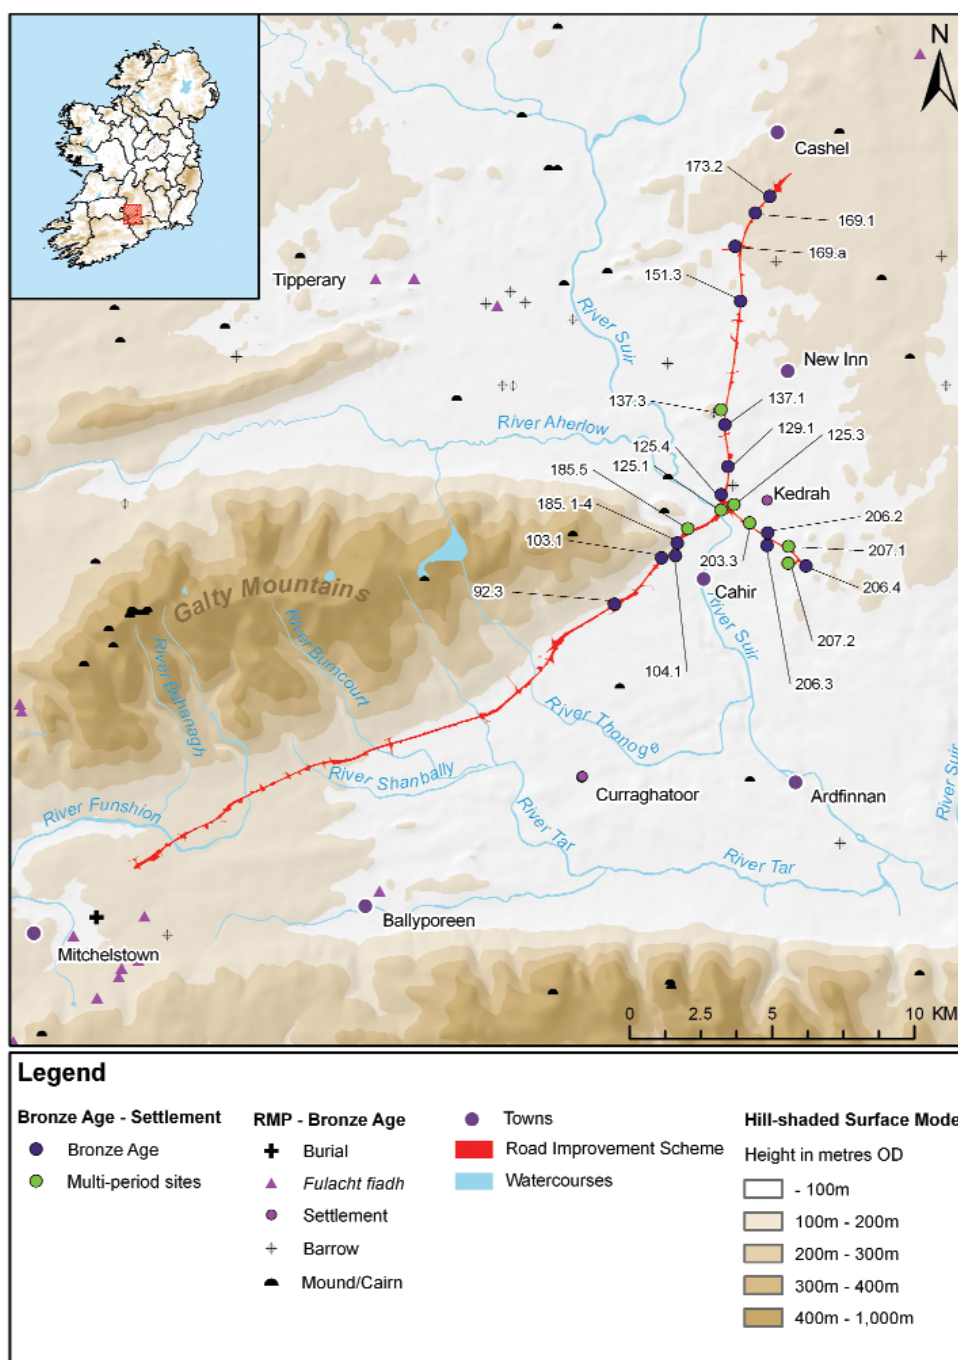 N
Cashel
173.2
169.1
169.a
Tipperary
151.3
River Suir
New Inn
137.3
137.1
River Aherlow
129.1
125.3
125.4
125.1
185.5
Kedrah
185. 1-4
206.2
103.1
207.1
203.3
206.4
92.3
Cahir
Galty Mountains
River Suir
207.2
River Burncourt
104.1
206.3
River Behanagh
River Thonoge
River Shanbally
Curraghatoor
Ardfinnan
River Suir
River Funshion
River Tar
River Tar
Ballyporeen
Mitchelstown
0 2.5 5 10 KM
Legend
Bronze Age - Settlement
Bronze Age
Multi-period sites
RMP - Bronze Age
Burial
Fulacht fiadh
Settlement
Barrow
Mound/Cairn
Towns
Road Improvement Scheme
Watercourses
Hill-shaded Surface Mode
Height in metres OD
- 100m
100m - 200m
200m - 300m
300m - 400m
400m - 1,000m